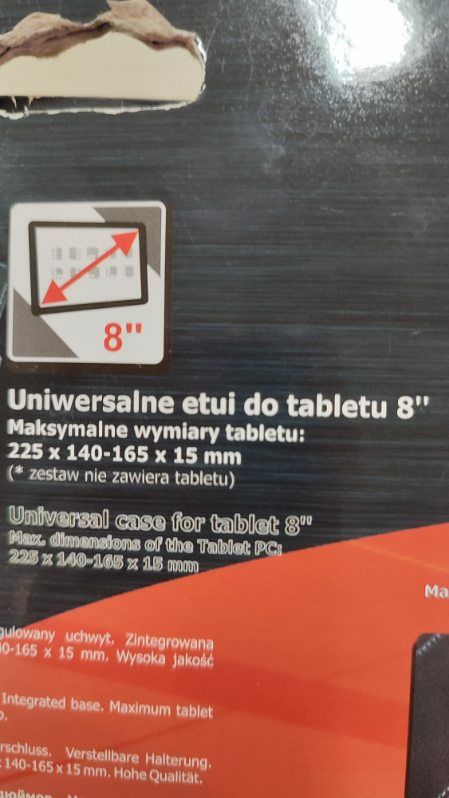 8"
Uniwersalne etui do tabletu 8"
Maksymalne wymiary tabletu:
225 x 140-165 x 15 mm
(* zestaw nie zawiera tabletu)
Universal case for tablet 8"
Max. dimensions of the Tablet PC:
225 x 140-165 x 15 mm
Ma
gulowany uchwyt. Zintegrowana
0-165 x 15 mm. Wysoka jakość
Integrated base. Maximum tablet
rschluss. Verstellbare Halterung.
140-165 x 15 mm. Hohe Qualität.